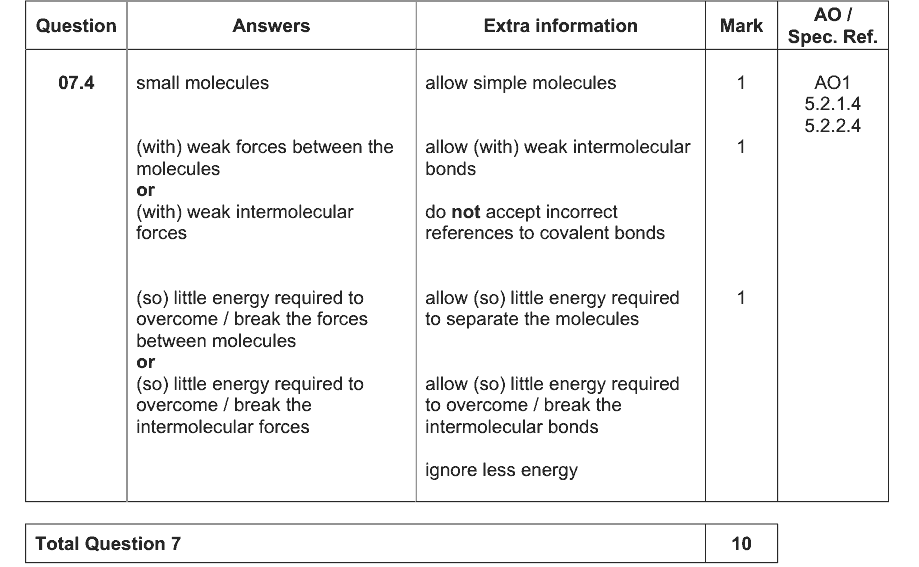 Question Answers Extra information Mark AO /
Spec. Ref.
07.4 small molecules allow simple molecules 1 AO1
5.2.1.4
5.2.2.4
(with) weak forces between the allow (with) weak intermolecular 1
molecules bonds
or
(with) weak intermolecular do not accept incorrect
forces references to covalent bonds
(so) little energy required to allow (so) little energy required 1
overcome / break the forces to separate the molecules
between molecules
or
(so) little energy required to allow (so) little energy required
overcome / break the to overcome / break the
intermolecular forces intermolecular bonds
ignore less energy
Total Question 7 10